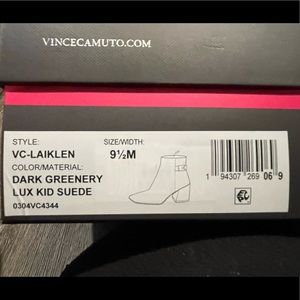 VINCECAMUTO.COM
STYLE: SIZE/WIDTH:
VC-LAIKLEN 9½M
COLOR/MATERIAL:
DARK GREENERY
LUX KID SUEDE
0304VC4344
1 94307 269 06 9